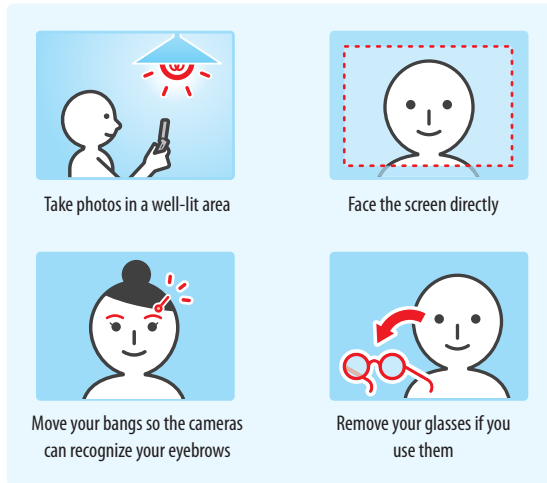 Take photos in a well-lit area
Face the screen directly
Move your bangs so the cameras
can recognize your eyebrows
Remove your glasses if you
use them